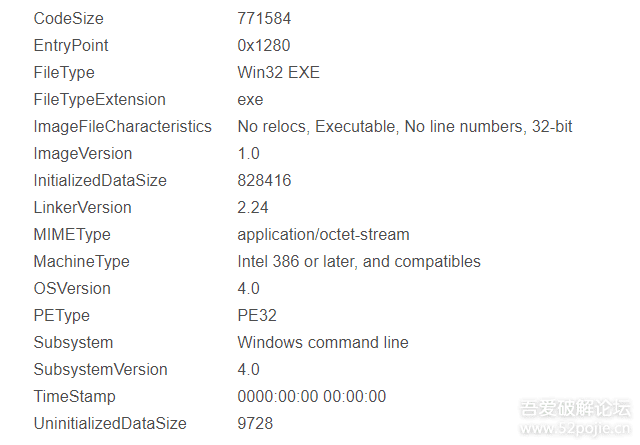 CodeSize 771584
EntryPoint 0x1280
FileType Win32 EXE
FileTypeExtension exe
ImageFileCharacteristics No relocs, Executable, No line numbers, 32-bit
ImageVersion 1.0
InitializedDataSize 828416
LinkerVersion 2.24
MIMEType application/octet-stream
MachineType Intel 386 or later, and compatibles
OSVersion 4.0
PEType PE32
Subsystem Windows command line
SubsystemVersion 4.0
TimeStamp 0000:00:00 00:00:00
UninitializedDataSize 9728
吾爱破解论坛
www.52pojie.cn